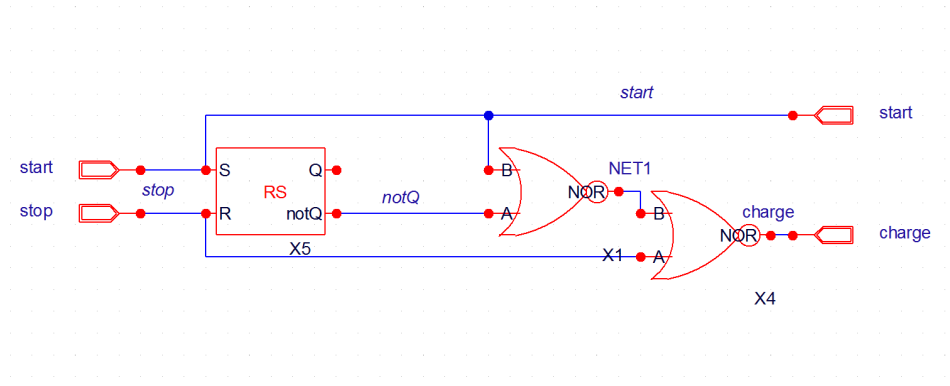 start
start
start
S
Q
B
NET1
stop
RS
NOR
stop
notQ
R
notQ
A
B
charge
NOR
charge
X5
X1
A
X4